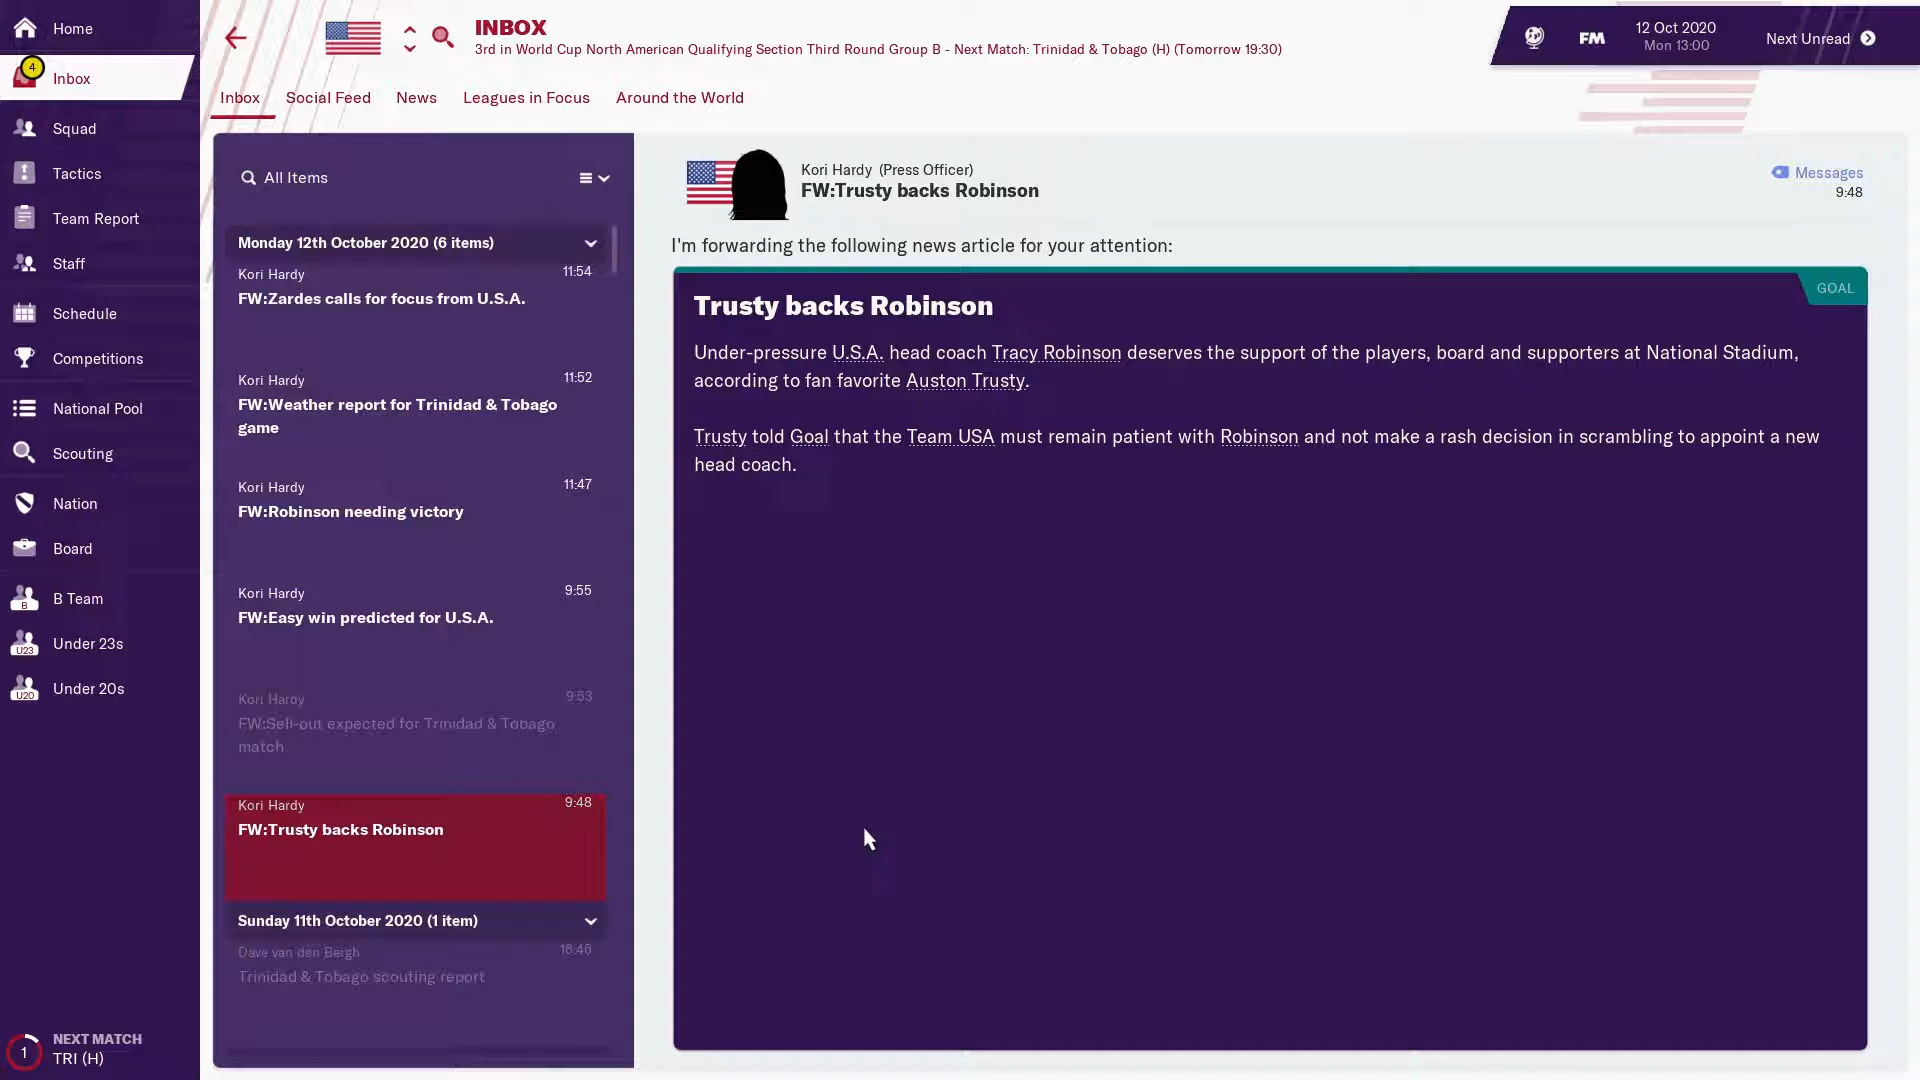 Home
4
Inbox
Squad
Tactics
Team Report
Staff
Schedule
Competitions
National Pool
Scouting
Nation
Board
B
B Team
U23
Under 23s
U20
Under 20s
1
NEXT MATCH
TRI (H)
INBOX
3rd in World Cup North American Qualifying Section Third Round Group B - Next Match: Trinidad & Tobago (H) (Tomorrow 19:30)
FM
12 Oct 2020
Mon 13:00
Next Unread
Inbox
Social Feed
News
Leagues in Focus
Around the World
All Items
Monday 12th October 2020 (6 items)
Kori Hardy
11:54
FW:Zardes calls for focus from U.S.A.
Kori Hardy
11:52
FW:Weather report for Trinidad & Tobago
game
Kori Hardy
11:47
FW:Robinson needing victory
Kori Hardy
9:55
FW:Easy win predicted for U.S.A.
Kori Hardy
9:53
FW:Sell-out expected for Trinidad & Tobago
match
Kori Hardy
9:48
FW:Trusty backs Robinson
Sunday 11th October 2020 (1 item)
Dave van den Bergh
16:46
Trinidad & Tobago scouting report
Kori Hardy (Press Officer)
FW:Trusty backs Robinson
Messages
9:48
I'm forwarding the following news article for your attention:
GOAL
Trusty backs Robinson
Under-pressure U.S.A. head coach Tracy Robinson deserves the support of the players, board and supporters at National Stadium,
according to fan favorite Auston Trusty.
Trusty told Goal that the Team USA must remain patient with Robinson and not make a rash decision in scrambling to appoint a new
head coach.